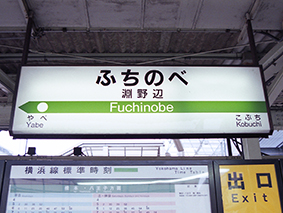 ふちのべ
淵野辺
Fuchinobe
やべ
Yabe
こぶち
Kobuchi
横浜線標準時刻
Yokohama Line
Time Table
出口
Exit